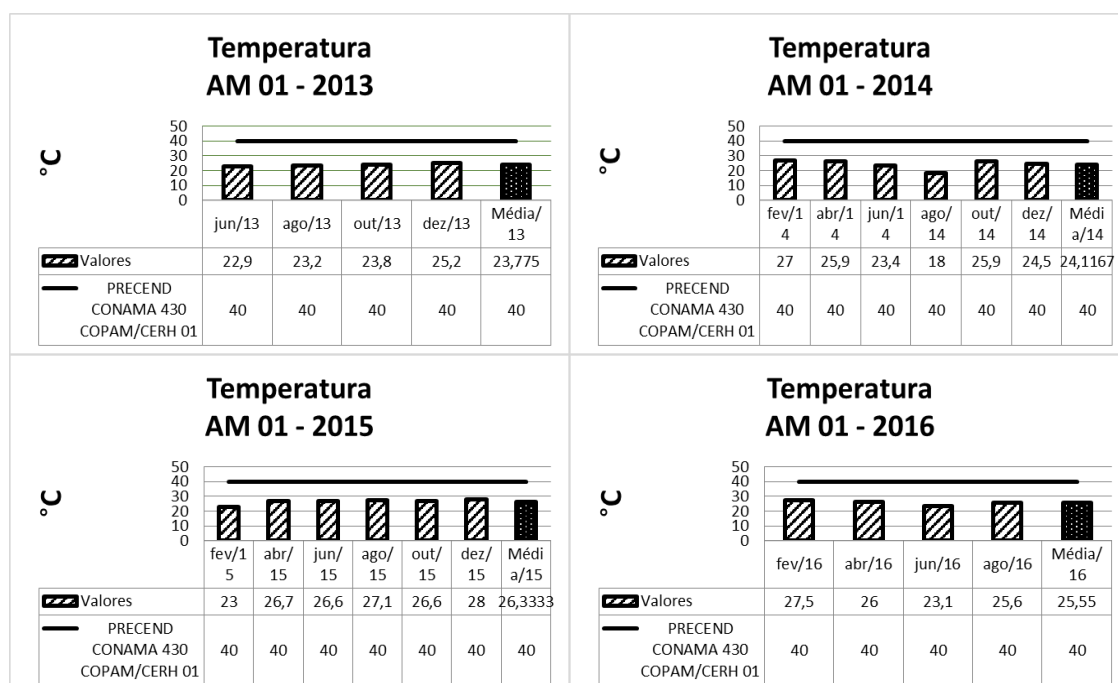 Temperatura
AM 01 - 2013
°C
50
40
30
20
10
0
jun/13 ago/13 out/13 dez/13 Média/
13
Valores 22,9 23,2 23,8 25,2 23,775
PRECEND
CONAMA 430 40 40 40 40 40
COPAM/CERH 01
Temperatura
AM 01 - 2014
°C
50
40
30
20
10
0
fev/1 abr/1 jun/1 ago/ out/ dez/ Médi
4 4 4 14 14 14 a/14
Valores 27 25,9 23,4 18 25,9 24,5 24,1167
PRECEND
CONAMA 430 40 40 40 40 40 40 40
COPAM/CERH 01
Temperatura
AM 01 - 2015
°C
50
40
30
20
10
0
fev/1 abr/ jun/ ago/ out/ dez/ Médi
5 15 15 15 15 15 a/15
Valores 23 26,7 26,6 27,1 26,6 28 26,3333
PRECEND
CONAMA 430 40 40 40 40 40 40 40
COPAM/CERH 01
Temperatura
AM 01 - 2016
°C
50
40
30
20
10
0
fev/16 abr/16 jun/16 ago/16 Média/
16
Valores 27,5 26 23,1 25,6 25,55
PRECEND
CONAMA 430 40 40 40 40 40
COPAM/CERH 01